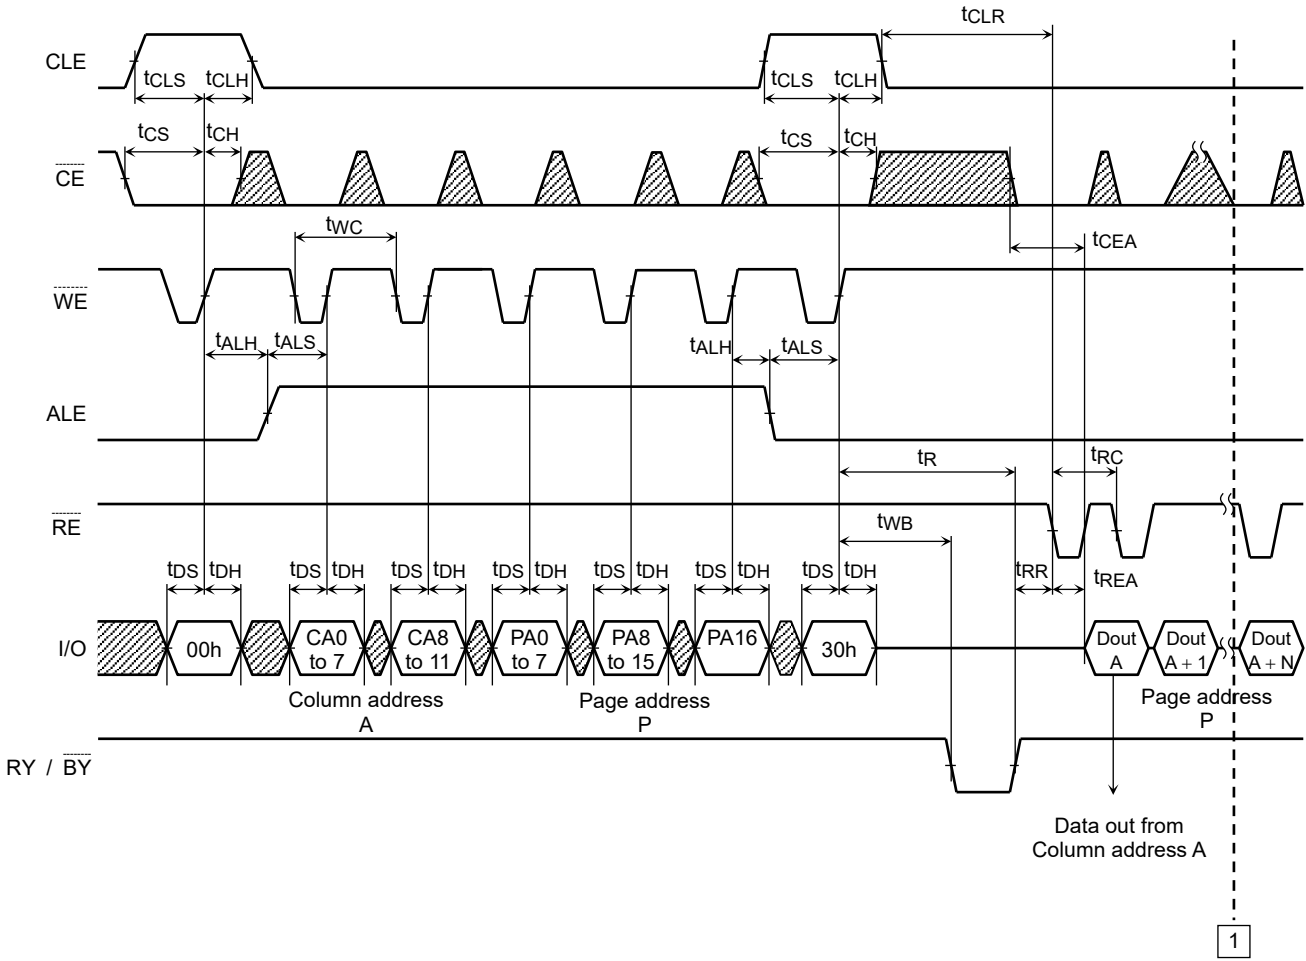 tCLR
CLE
tCLS tCLH tCLS tCLH
tCS tCH tCS tCH
CE
tWC tCEA
WE
tALH tALS tALH tALS
ALE
tR tRC
RE
tWB
tDS tDH tDS tDH tDS tDH tDS tDH tDS tDH tDS tDH tDS tDH tRR tREA
I/O 00h CA0 to 7 CA8 to 11 PA0 to 7 PA8 to 15 PA16 30h Dout A Dout A + 1 Dout A + N
Column address A
Page address P
Page address P
RY / BY
Data out from
Column address A
1